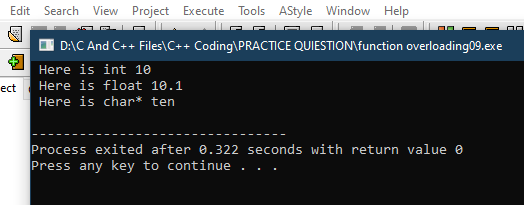 Edit Search Project Execute Tools AStyle Window Help
D:\C And C++ Files\C++ Coding\PRACTICE QUIESTION\function overloading09.exe
Here is int 10
Here is float 10.1
Here is char* ten
ect
--------------------------------
Process exited after 0.322 seconds with return value 0
Press any key to continue . . .